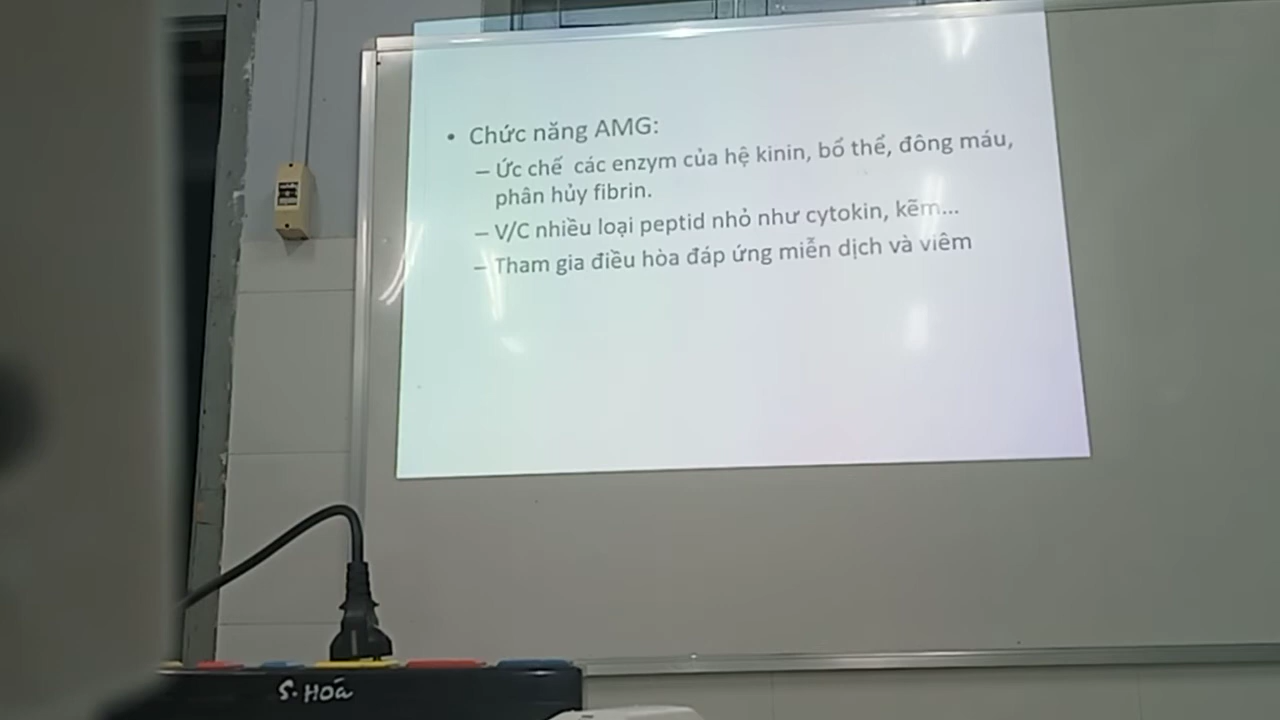 • Chức năng AMG:
– Ức chế các enzym của hệ kinin, bổ thể, đông máu,
phân hủy fibrin.
– V/C nhiều loại peptid nhỏ như cytokin, kẽm...
– Tham gia điều hòa đáp ứng miễn dịch và viêm
S. Hoá